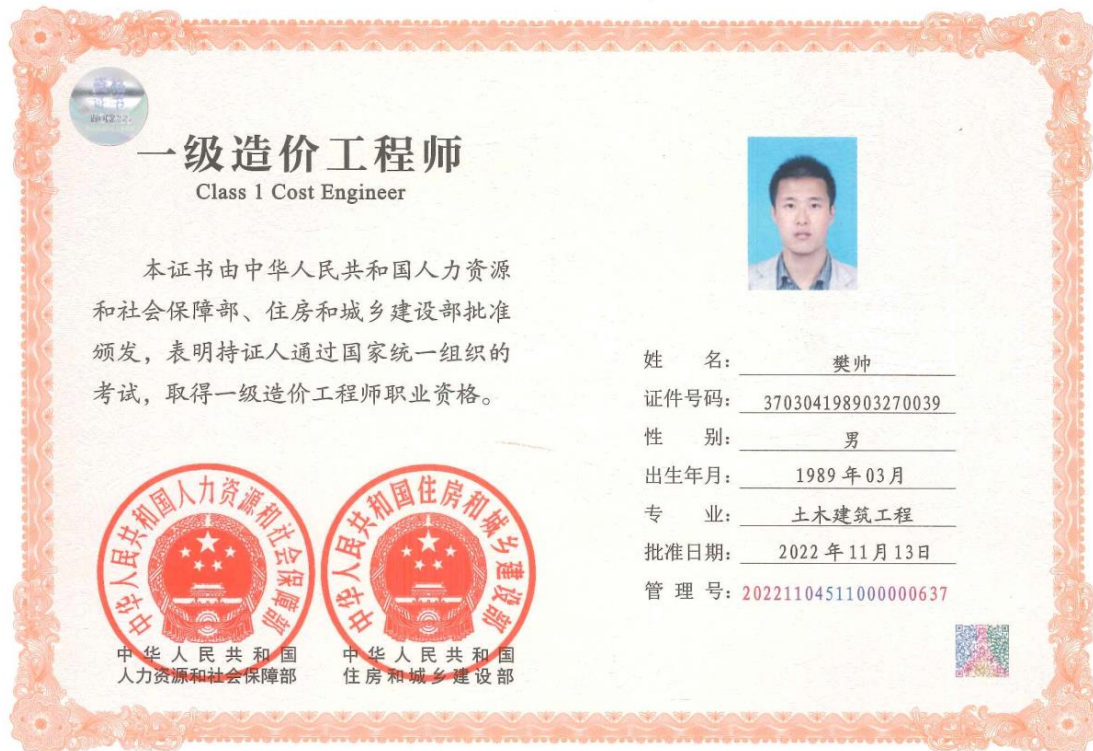 资格
证书
一级造价工程师
Class 1 Cost Engineer
本证书由中华人民共和国人力资源
和社会保障部、住房和城乡建设部批准
颁发，表明持证人通过国家统一组织的
考试，取得一级造价工程师职业资格。
姓 名： 樊帅
证件号码： 370304198903270039
性 别： 男
出生年月： 1989年03月
专 业： 土木建筑工程
批准日期： 2022年11月13日
管 理 号： 20221104511000000637
中华人民共和国人力资源和社会保障部
中华人民共和国住房和城乡建设部
中华人民共和国
人力资源和社会保障部
中华人民共和国
住房和城乡建设部